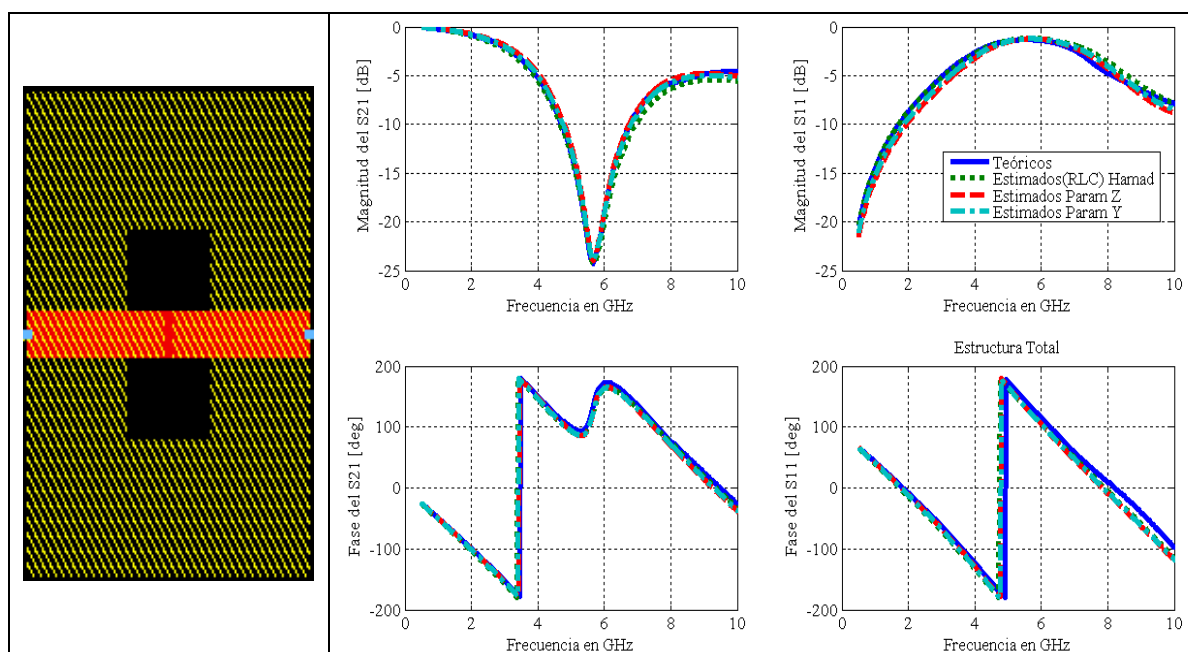 0
-5
-10
-15
-20
-25
Magnitud del S21 [dB]
0 2 4 6 8 10
Frecuencia en GHz
0
-5
-10
-15
-20
-25
Magnitud del S11 [dB]
Teóricos
Estimados(RLC) Hamad
Estimados Param Z
Estimados Param Y
0 2 4 6 8 10
Frecuencia en GHz
200
100
0
-100
-200
Fase del S21 [deg]
0 2 4 6 8 10
Frecuencia en GHz
Estructura Total
200
100
0
-100
-200
Fase del S11 [deg]
0 2 4 6 8 10
Frecuencia en GHz